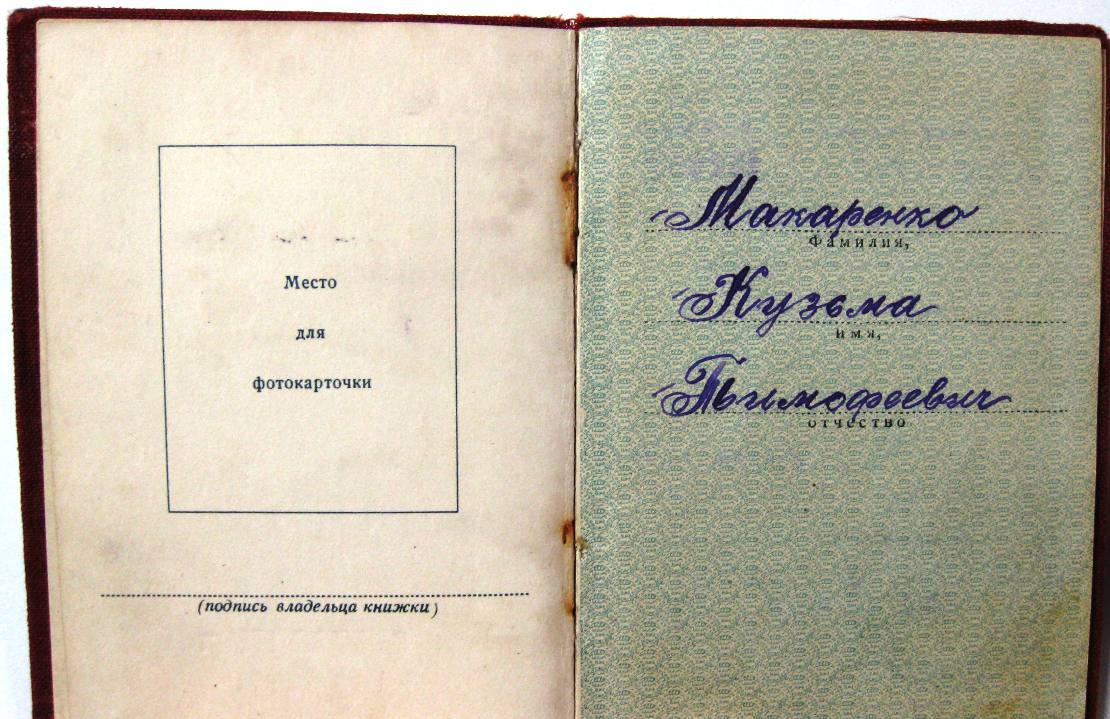 Место
для
фотокарточки
(подпись владельца книжки)
Макаренко
Фамилия,
Кузьма
имя,
Тимофеевич
отчество